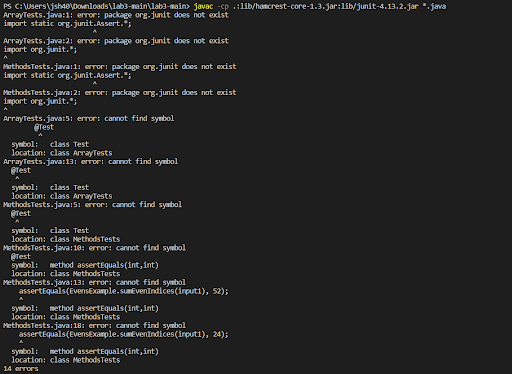 PS C:\Users\jsh40\Downloads\lab3-main\lab3-main> javac -cp .:lib/hamcrest-core-1.3.jar:lib/junit-4.13.2.jar *.java
ArrayTests.java:1: error: package org.junit does not exist
import static org.junit.Assert.*;
^
ArrayTests.java:2: error: package org.junit does not exist
import org.junit.*;
^
MethodsTests.java:1: error: package org.junit does not exist
import static org.junit.Assert.*;
^
MethodsTests.java:2: error: package org.junit does not exist
import org.junit.*;
^
ArrayTests.java:5: error: cannot find symbol
@Test
^
symbol: class Test
location: class ArrayTests
ArrayTests.java:13: error: cannot find symbol
@Test
^
symbol: class Test
location: class ArrayTests
MethodsTests.java:5: error: cannot find symbol
@Test
^
symbol: class Test
location: class MethodsTests
MethodsTests.java:10: error: cannot find symbol
@Test
symbol: method assertEquals(int,int)
location: class MethodsTests
MethodsTests.java:13: error: cannot find symbol
assertEquals(EvensExample.sumEvenIndices(input1), 52);
^
symbol: method assertEquals(int,int)
location: class MethodsTests
MethodsTests.java:18: error: cannot find symbol
assertEquals(EvensExample.sumEvenIndices(input1), 24);
^
symbol: method assertEquals(int,int)
location: class MethodsTests
14 errors